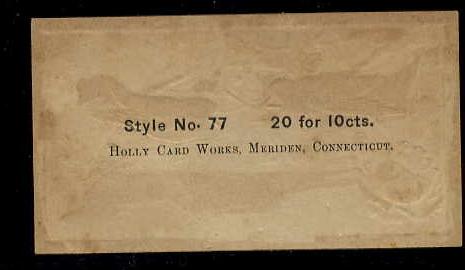 Style No. 77 20 for 10cts.
Holly Card Works, Meriden, Connecticut.